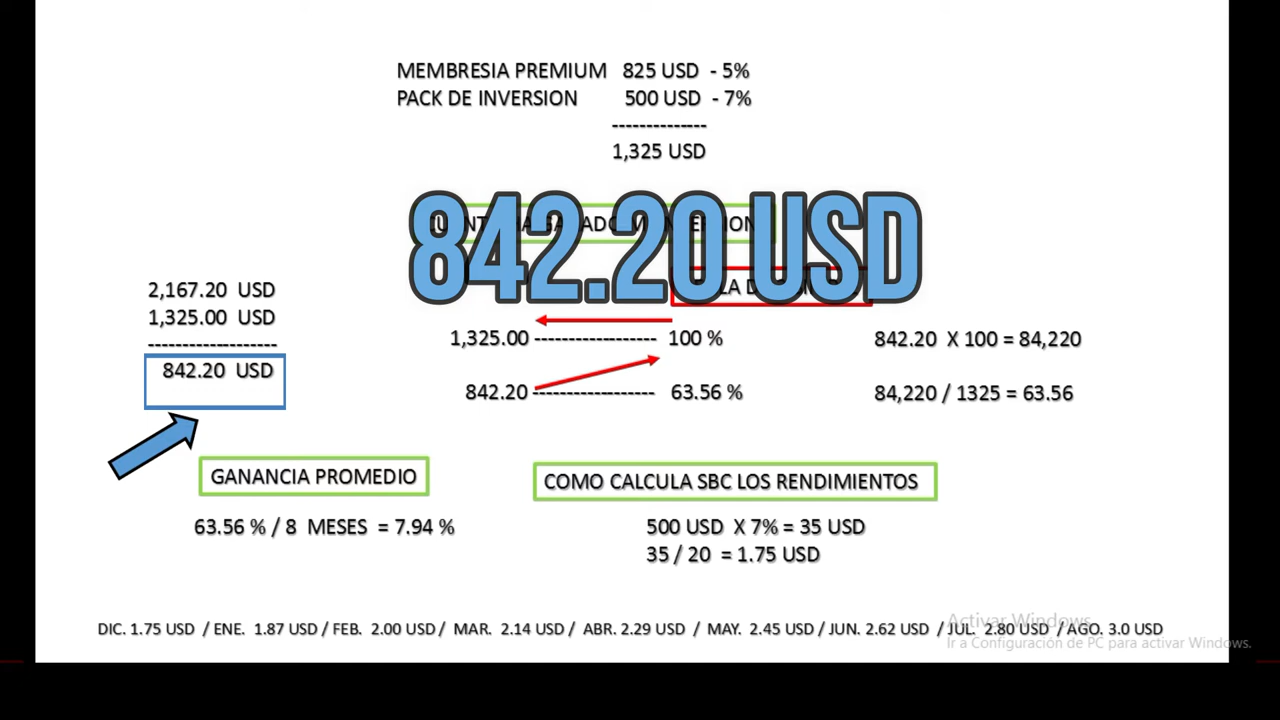 MEMBRESIA PREMIUM 825 USD - 5%
PACK DE INVERSION 500 USD - 7%
--------------
1,325 USD
842.20 USD
2,167.20 USD
1,325.00 USD
-------------------
842.20 USD
1,325.00 ------------------ 100 %
842.20 ------------------ 63.56 %
842.20 X 100 = 84,220
84,220 / 1325 = 63.56
GANANCIA PROMEDIO
63.56 % / 8 MESES = 7.94 %
COMO CALCULA SBC LOS RENDIMIENTOS
500 USD X 7% = 35 USD
35 / 20 = 1.75 USD
DIC. 1.75 USD / ENE. 1.87 USD / FEB. 2.00 USD / MAR. 2.14 USD / ABR. 2.29 USD / MAY. 2.45 USD / JUN. 2.62 USD / JUL. 2.80 USD / AGO. 3.0 USD
Activar Windows
Ir a Configuración de PC para activar Windows.